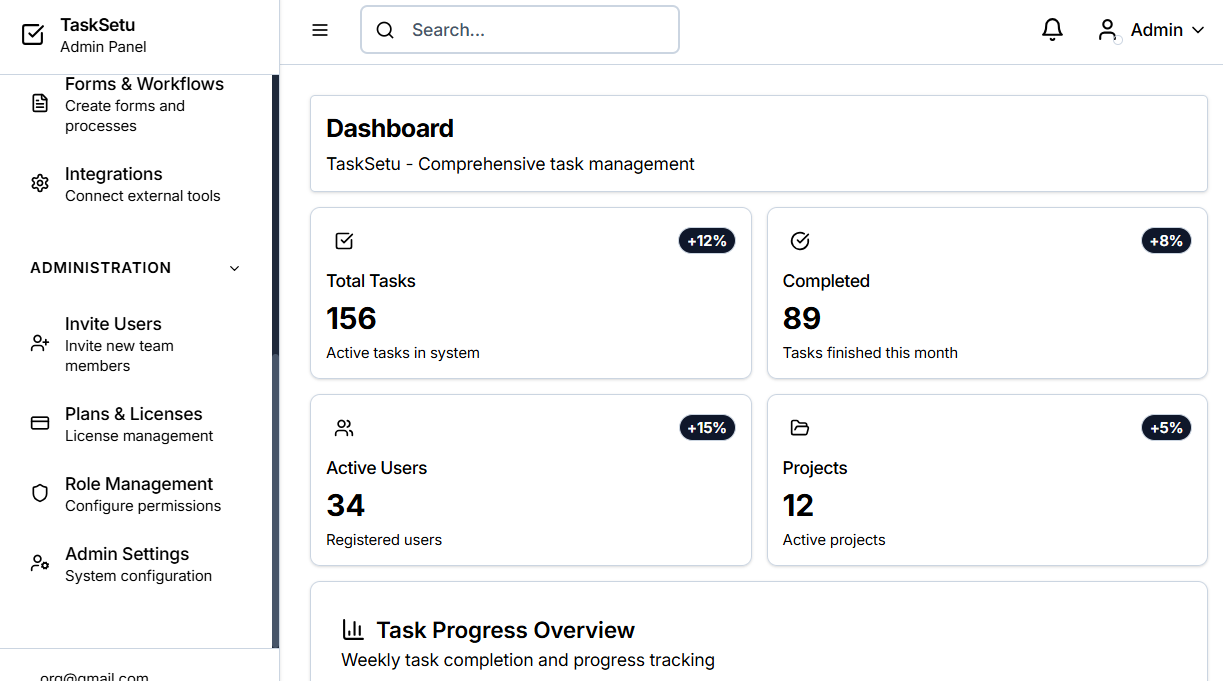 TaskSetu
Admin Panel
Forms & Workflows
Create forms and
processes
Integrations
Connect external tools
ADMINISTRATION
Invite Users
Invite new team
members
Plans & Licenses
License management
Role Management
Configure permissions
Admin Settings
System configuration
org@gmail.com
Search...
Admin
Dashboard
TaskSetu - Comprehensive task management
+12%
Total Tasks
156
Active tasks in system
+8%
Completed
89
Tasks finished this month
+15%
Active Users
34
Registered users
+5%
Projects
12
Active projects
Task Progress Overview
Weekly task completion and progress tracking